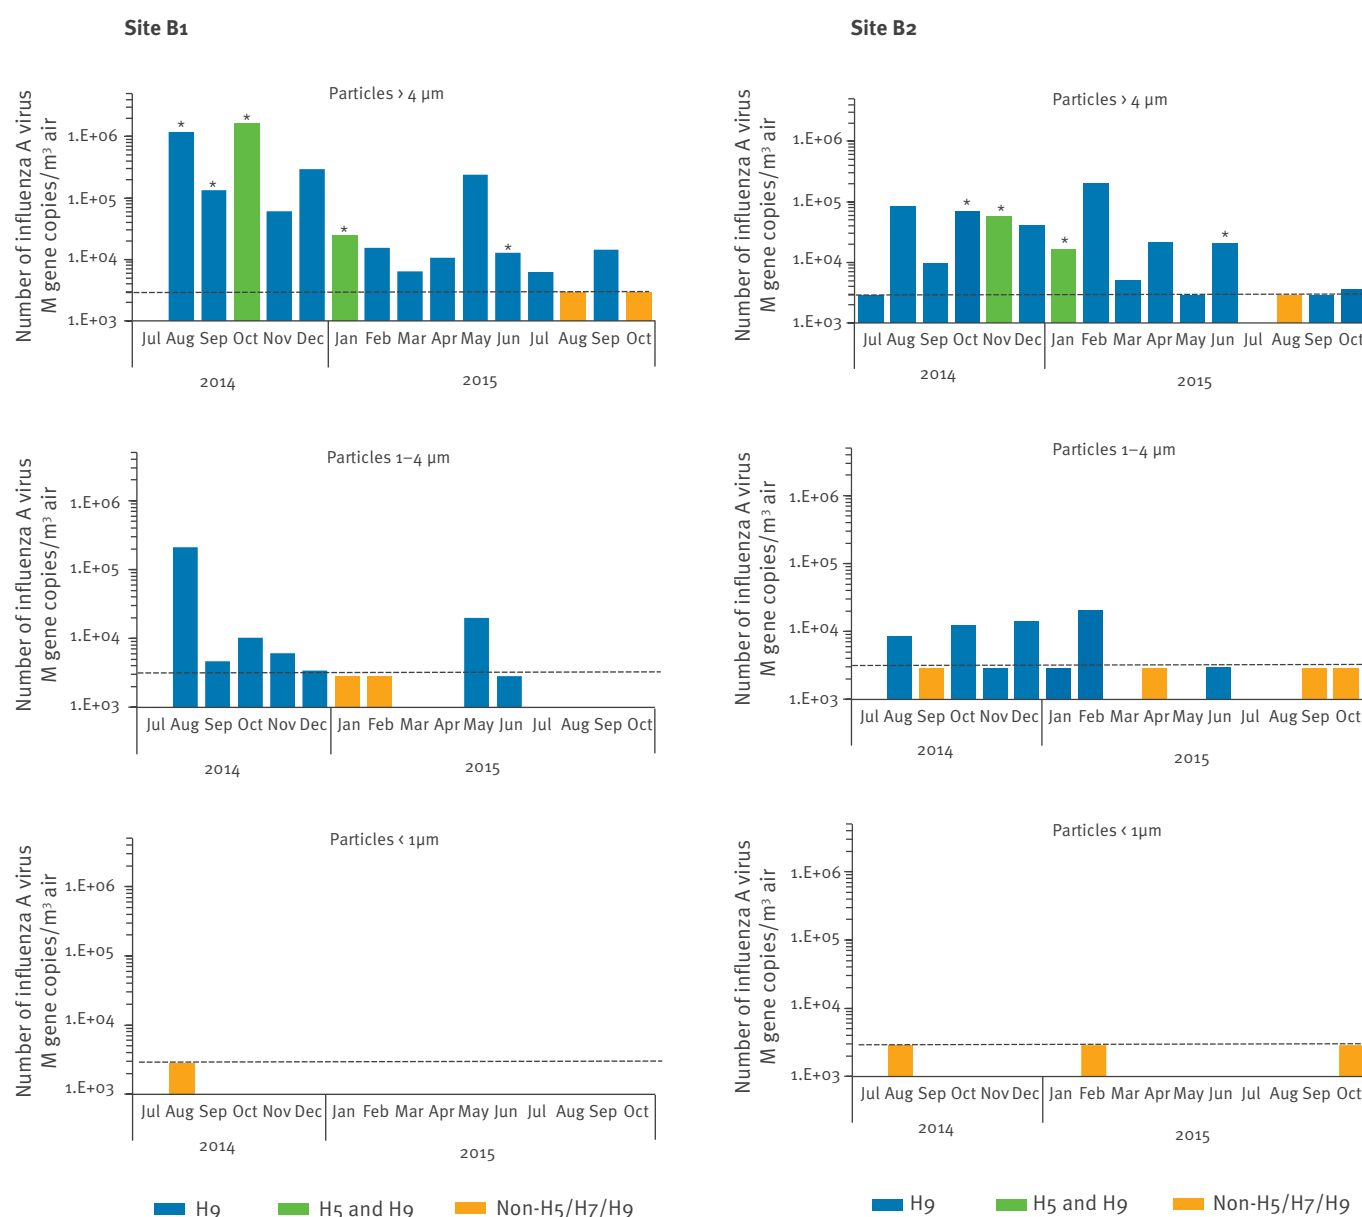 Site B1
Particles > 4 µm
Number of influenza A virus
M gene copies/m³ air
1.E+06
1.E+05
1.E+04
1.E+03
* * * * *
Jul Aug Sep Oct Nov Dec Jan Feb Mar Apr May Jun Jul Aug Sep Oct
2014 2015
Particles 1–4 µm
Number of influenza A virus
M gene copies/m³ air
1.E+06
1.E+05
1.E+04
1.E+03
Jul Aug Sep Oct Nov Dec Jan Feb Mar Apr May Jun Jul Aug Sep Oct
2014 2015
Particles < 1µm
Number of influenza A virus
M gene copies/m³ air
1.E+06
1.E+05
1.E+04
1.E+03
Jul Aug Sep Oct Nov Dec Jan Feb Mar Apr May Jun Jul Aug Sep Oct
2014 2015
H9 H5 and H9 Non-H5/H7/H9
Site B2
Particles > 4 µm
Number of influenza A virus
M gene copies/m³ air
1.E+06
1.E+05
1.E+04
1.E+03
* * * *
Jul Aug Sep Oct Nov Dec Jan Feb Mar Apr May Jun Jul Aug Sep Oct
2014 2015
Particles 1–4 µm
Number of influenza A virus
M gene copies/m³ air
1.E+06
1.E+05
1.E+04
1.E+03
Jul Aug Sep Oct Nov Dec Jan Feb Mar Apr May Jun Jul Aug Sep Oct
2014 2015
Particles < 1µm
Number of influenza A virus
M gene copies/m³ air
1.E+06
1.E+05
1.E+04
1.E+03
Jul Aug Sep Oct Nov Dec Jan Feb Mar Apr May Jun Jul Aug Sep Oct
2014 2015
H9 H5 and H9 Non-H5/H7/H9